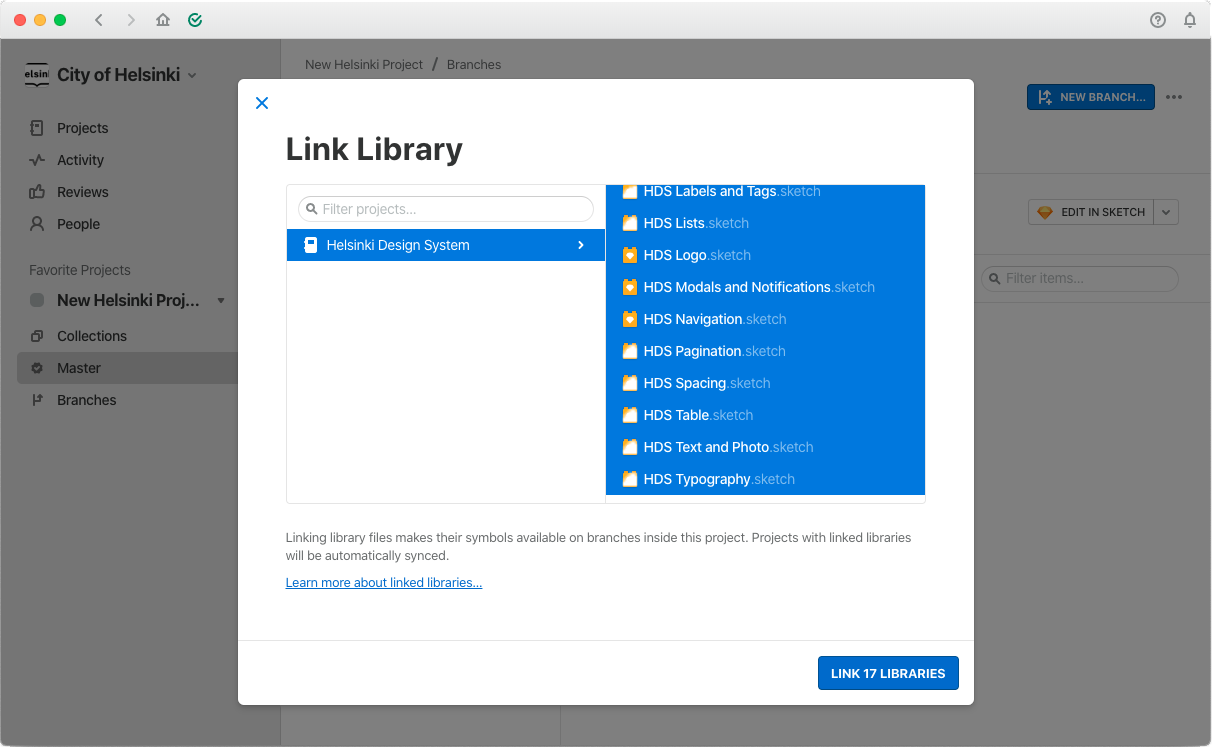 elsin
City of Helsinki
Projects
Activity
Reviews
People
Favorite Projects
New Helsinki Proj...
Collections
Master
Branches
New Helsinki Project / Branches
NEW BRANCH...
EDIT IN SKETCH
Filter items...
Link Library
Filter projects...
Helsinki Design System
HDS Labels and Tags.sketch
HDS Lists.sketch
HDS Logo.sketch
HDS Modals and Notifications.sketch
HDS Navigation.sketch
HDS Pagination.sketch
HDS Spacing.sketch
HDS Table.sketch
HDS Text and Photo.sketch
HDS Typography.sketch
Linking library files makes their symbols available on branches inside this project. Projects with linked libraries
will be automatically synced.
Learn more about linked libraries...
LINK 17 LIBRARIES